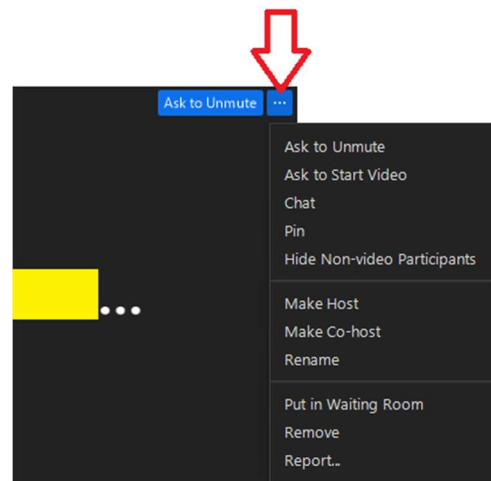 Ask to Unmute ...
Ask to Unmute
Ask to Start Video
Chat
Pin
Hide Non-video Participants
...
Make Host
Make Co-host
Rename
Put in Waiting Room
Remove
Report...